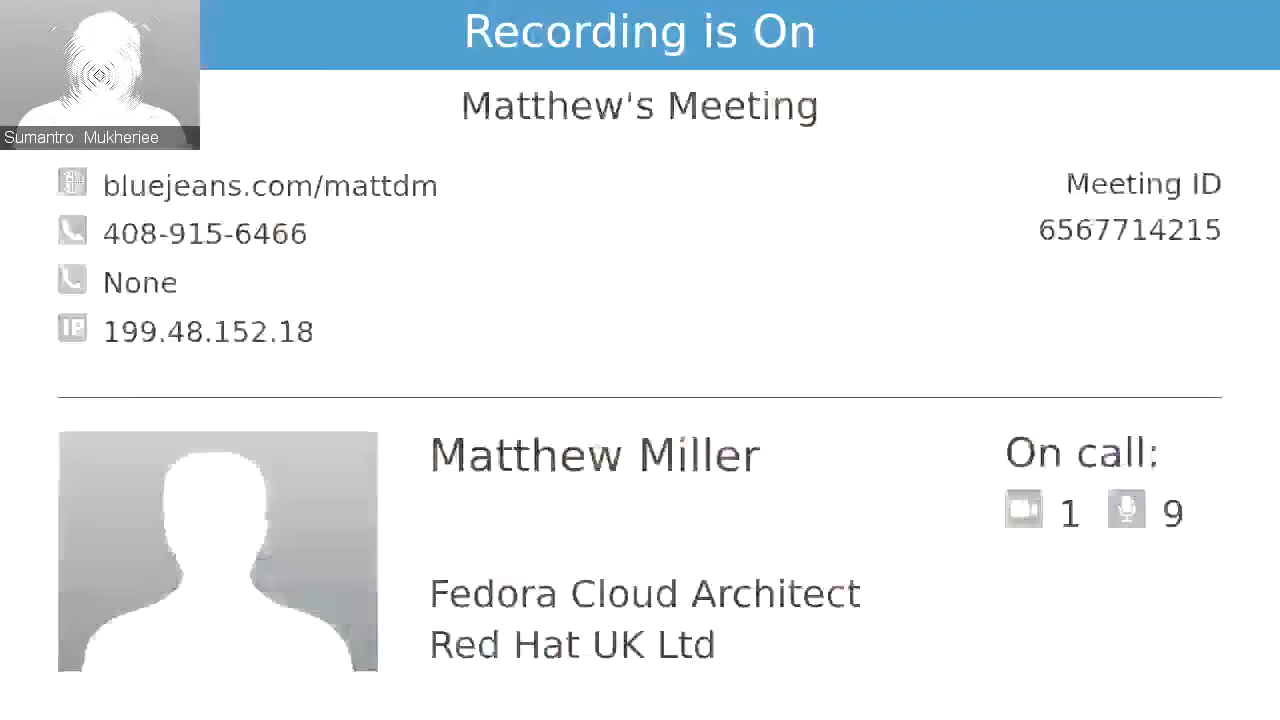 Recording is On
Sumantro Mukherjee
Matthew's Meeting
bluejeans.com/mattdm
408-915-6466
None
IP 199.48.152.18
Meeting ID
6567714215
Matthew Miller
Fedora Cloud Architect
Red Hat UK Ltd
On call:
1 9